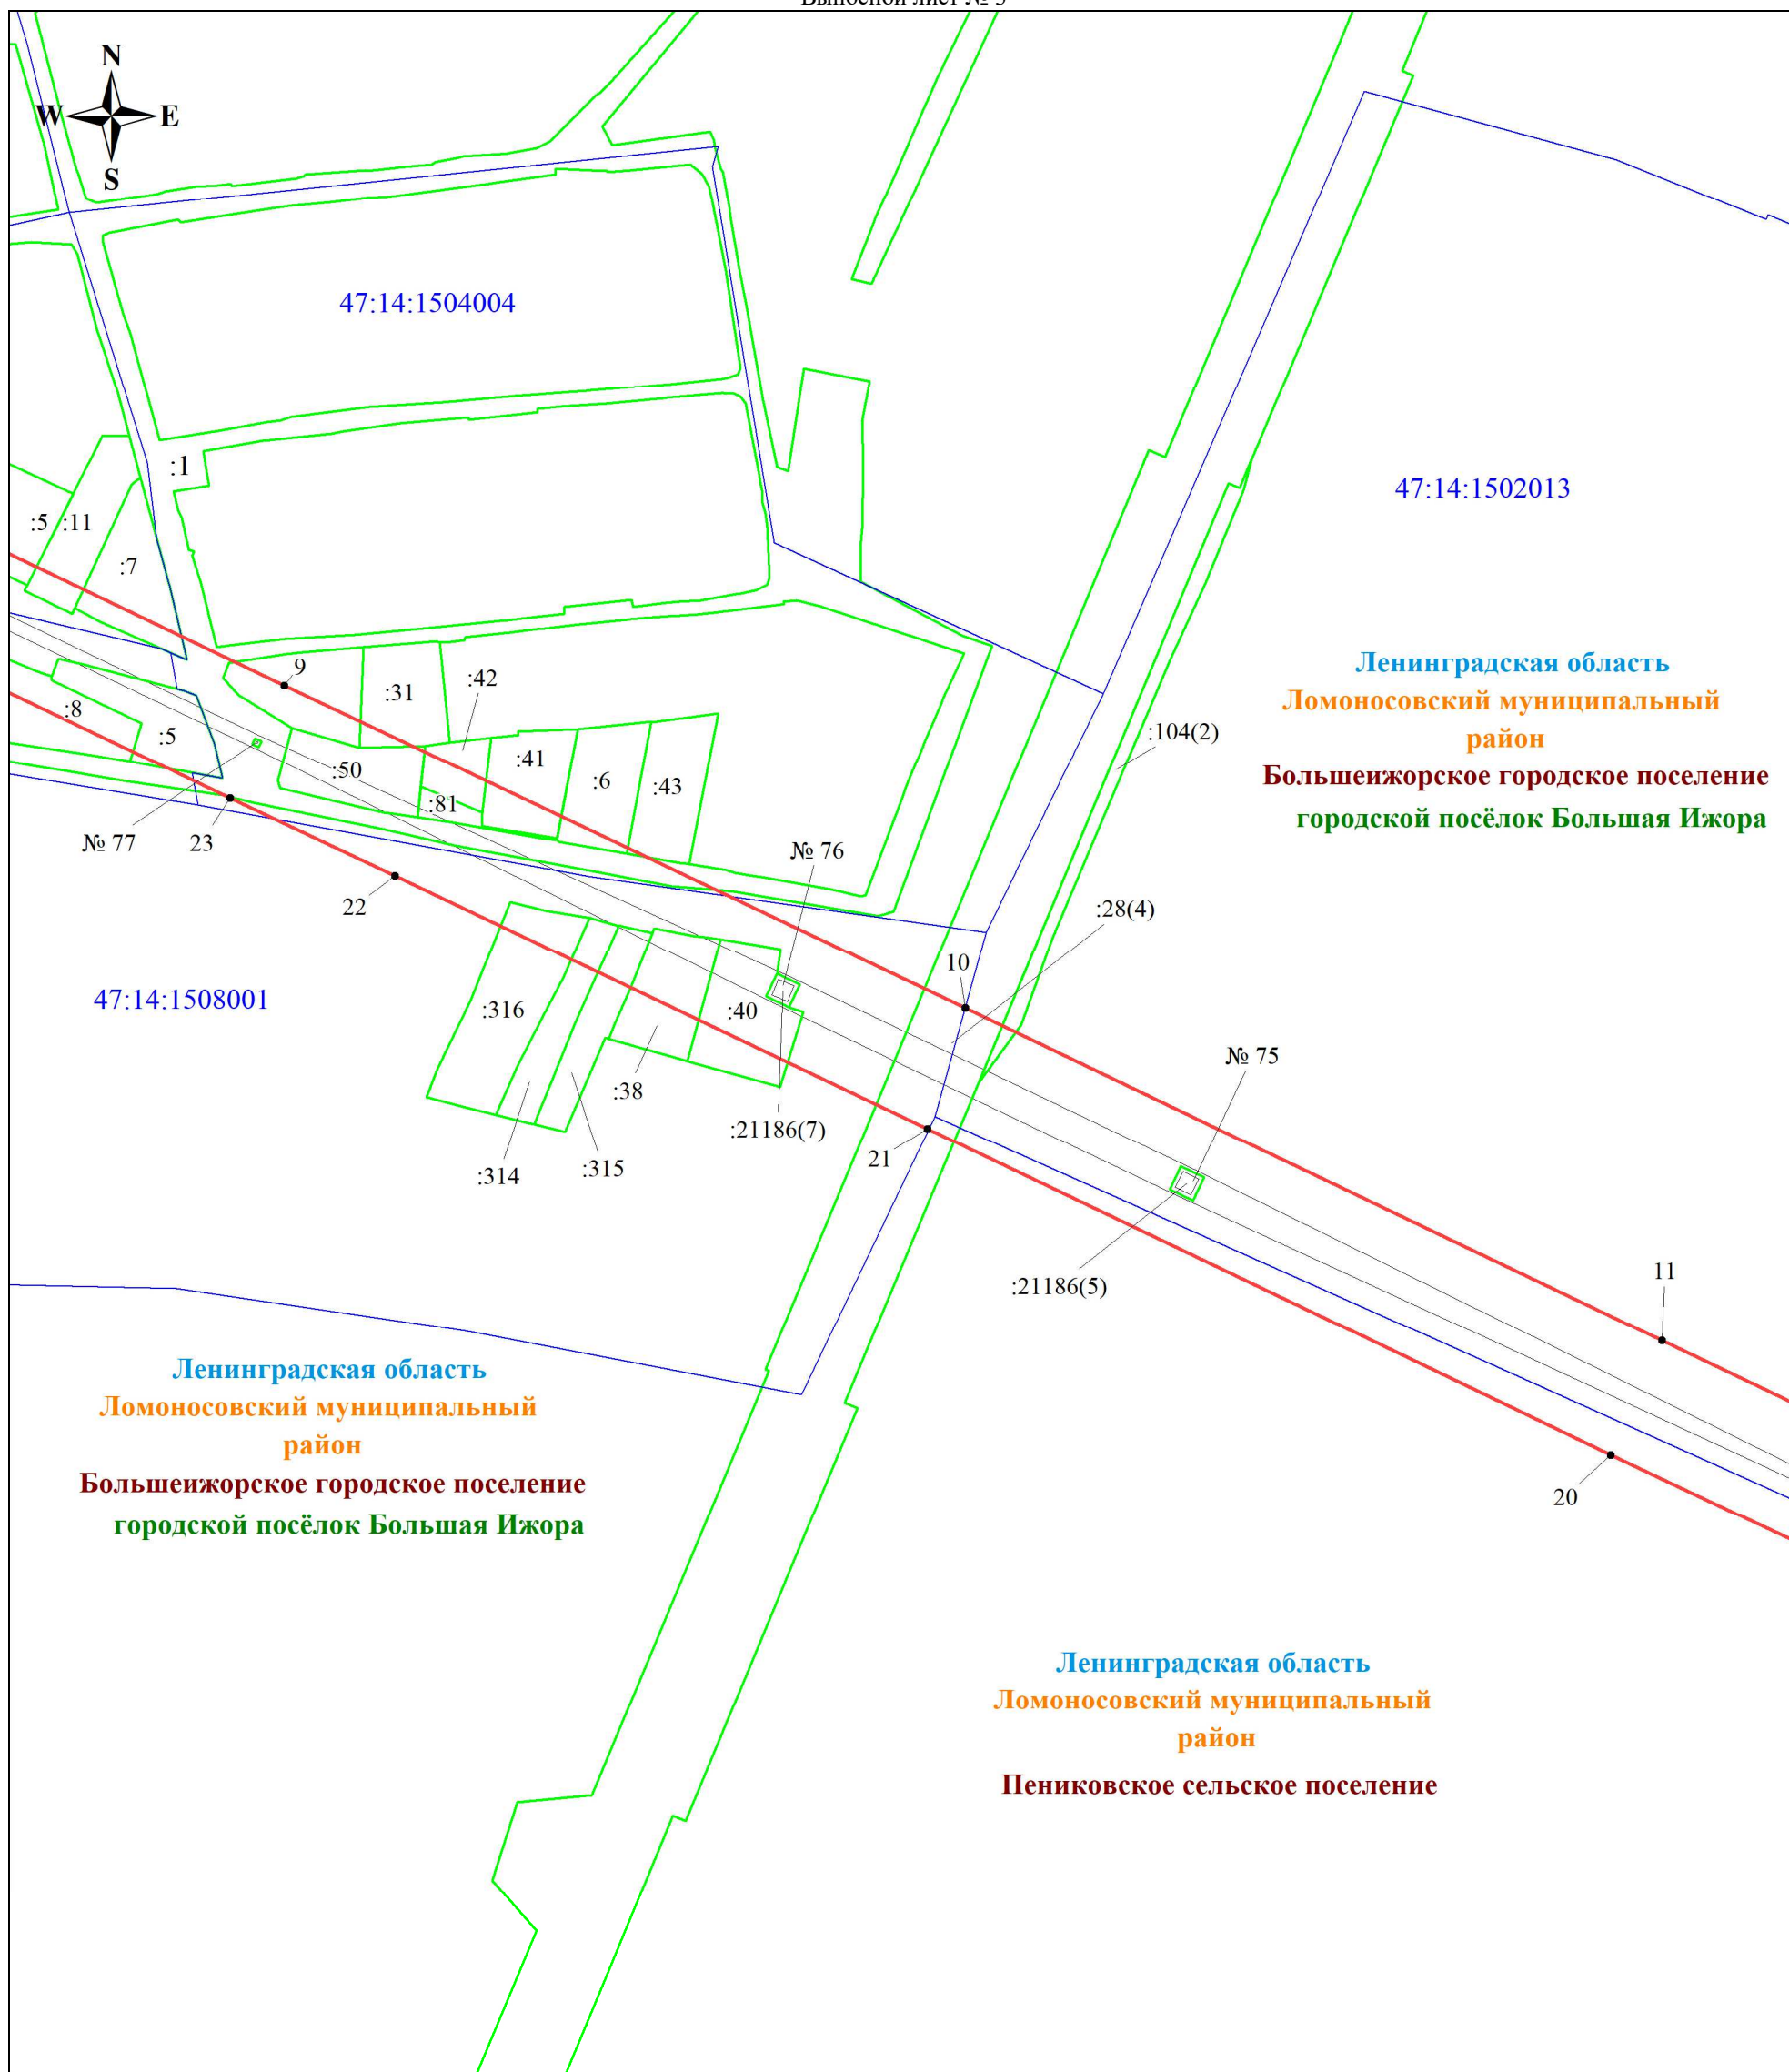 Выносной лист № 3
N
W E
S
47:14:1504004
:1
47:14:1502013
:5 :11
:7
Ленинградская область
Ломоносовский муниципальный
район
Большеижорское городское поселение
городской посёлок Большая Ижора
9
:31
:42
:8
:5
:50
:41
:6
:43
:81
:104(2)
№ 77
23
№ 76
22
:28(4)
10
47:14:1508001
:316
:40
№ 75
:38
:21186(7)
21
:314
:315
:21186(5)
11
Ленинградская область
Ломоносовский муниципальный
район
Большеижорское городское поселение
городской посёлок Большая Ижора
20
Ленинградская область
Ломоносовский муниципальный
район
Пениковское сельское поселение